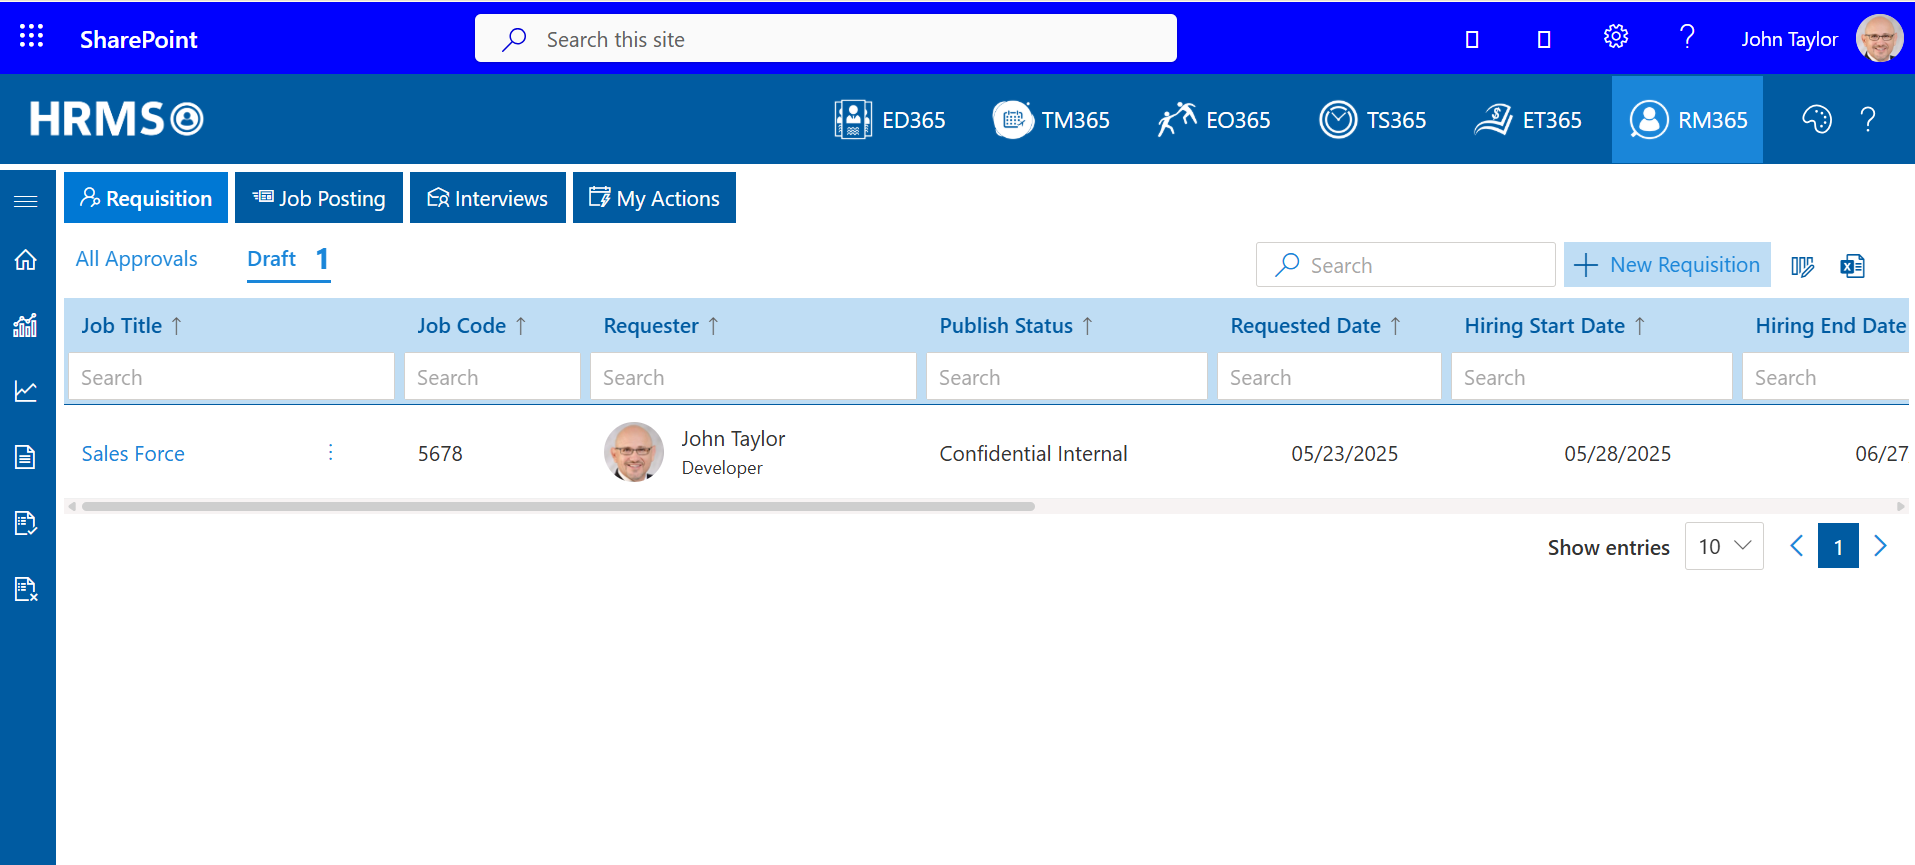 SharePoint
Search this site
?
John Taylor
HRMS
ED365
TM365
EO365
TS365
ET365
RM365
?
Requisition
Job Posting
Interviews
My Actions
All Approvals
Draft 1
Search
New Requisition
Job Title ↑
Job Code ↑
Requester ↑
Publish Status ↑
Requested Date ↑
Hiring Start Date ↑
Hiring End Date
Search
Search
Search
Search
Search
Search
Search
Sales Force
5678
John Taylor
Developer
Confidential Internal
05/23/2025
05/28/2025
06/27
Show entries
10
1